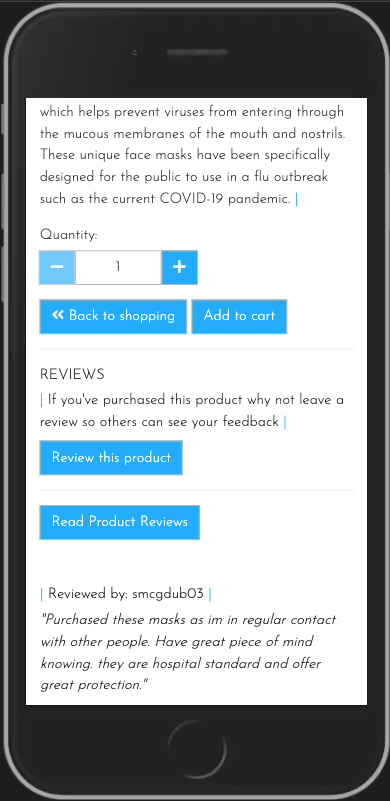 which helps prevent viruses from entering through
the mucous membranes of the mouth and nostrils.
These unique face masks have been specifically
designed for the public to use in a flu outbreak
such as the current COVID-19 pandemic. |
Quantity:
− 1 +
« Back to shopping Add to cart
REVIEWS
| If you've purchased this product why not leave a
review so others can see your feedback |
Review this product
Read Product Reviews
| Reviewed by: smcgdub03 |
"Purchased these masks as im in regular contact
with other people. Have great piece of mind
knowing. they are hospital standard and offer
great protection."